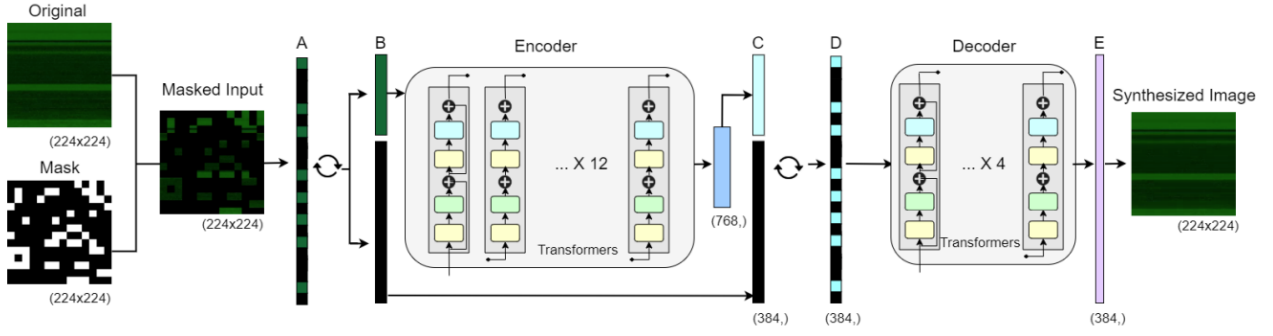 Original
(224x224)
Mask
(224x224)
Masked Input
(224x224)
A
B
Encoder
... X 12
Transformers
(768,)
C
(384,)
D
(384,)
Decoder
... X 4
Transformers
E
(384,)
Synthesized Image
(224x224)